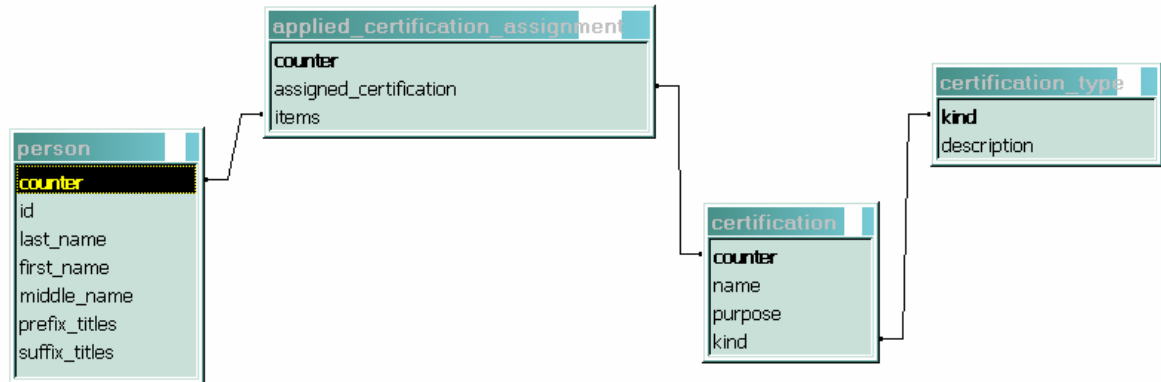 applied_certification_assignment
counter
assigned_certification
items
certification_type
kind
description
person
counter
id
last_name
first_name
middle_name
prefix_titles
suffix_titles
certification
counter
name
purpose
kind